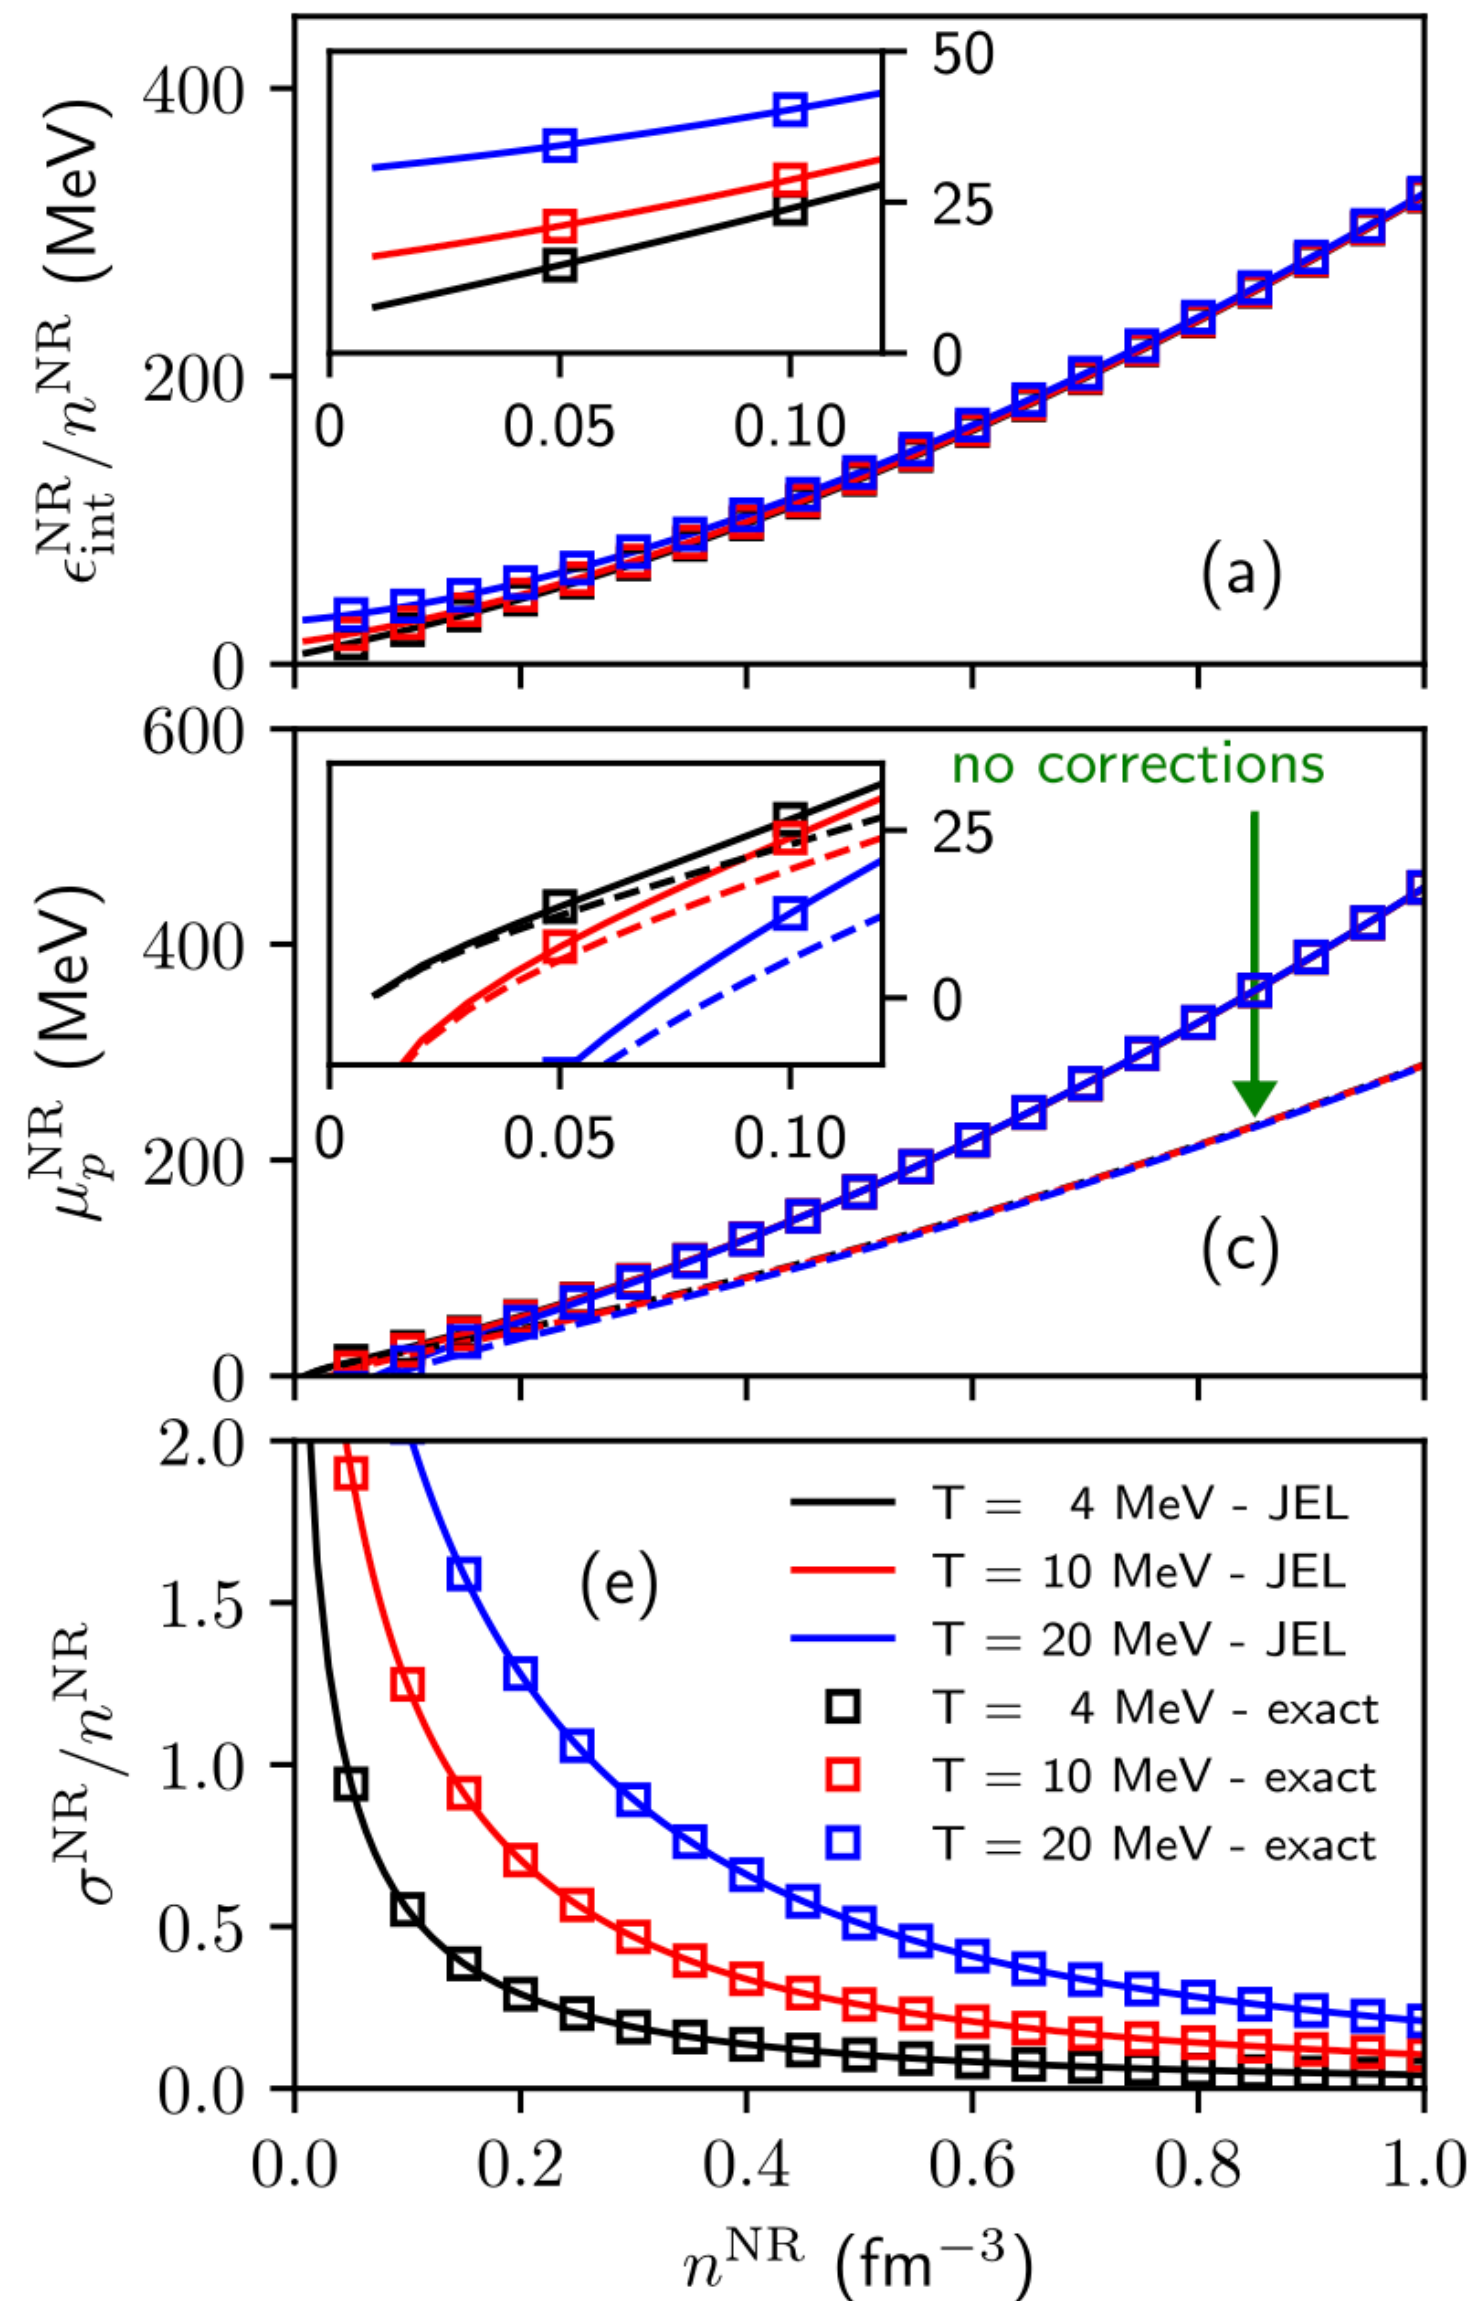 400
200
0
ϵ_int^NR/n^NR (MeV)
50
25
0
0 0.05 0.10
(a)
600
400
200
0
μ_p^NR (MeV)
no corrections
25
0
0 0.05 0.10
(c)
2.0
1.5
1.0
0.5
0.0
σ^NR/n^NR
(e)
T = 4 MeV - JEL
T = 10 MeV - JEL
T = 20 MeV - JEL
T = 4 MeV - exact
T = 10 MeV - exact
T = 20 MeV - exact
0.0 0.2 0.4 0.6 0.8 1.0
n^NR (fm^−3)